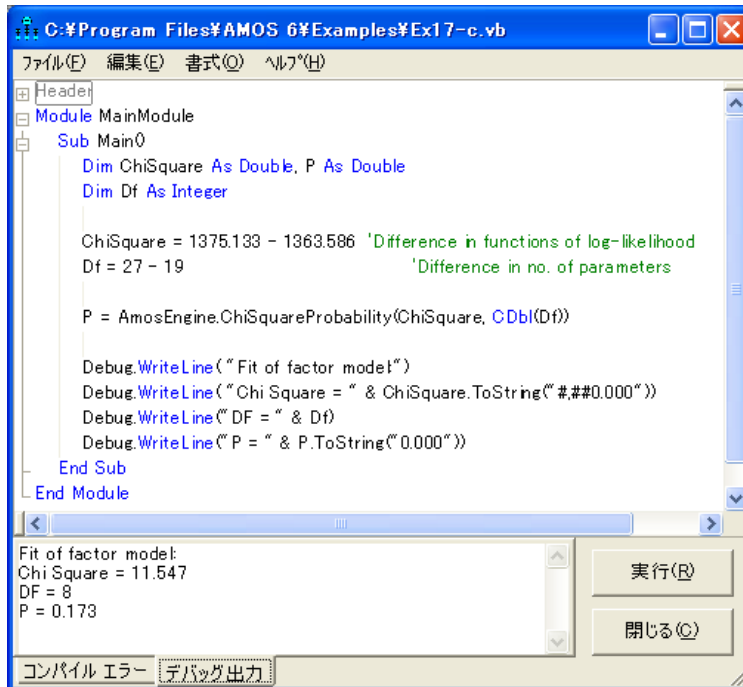 C:¥Program Files¥AMOS 6¥Examples¥Ex17-c.vb
ファイル(F) 編集(E) 書式(O) ヘルプ(H)
Header
Module MainModule
Sub Main()
Dim ChiSquare As Double, P As Double
Dim Df As Integer
ChiSquare = 1375.133 - 1363.586 'Difference in functions of log-likelihood
Df = 27 - 19 'Difference in no. of parameters
P = AmosEngine.ChiSquareProbability(ChiSquare, CDbl(Df))
Debug.WriteLine("Fit of factor model:")
Debug.WriteLine("Chi Square = " & ChiSquare.ToString("#,##0.000"))
Debug.WriteLine("DF = " & Df)
Debug.WriteLine("P = " & P.ToString("0.000"))
End Sub
End Module
Fit of factor model:
Chi Square = 11.547
DF = 8
P = 0.173
実行(R)
閉じる(C)
コンパイル エラー デバッグ出力